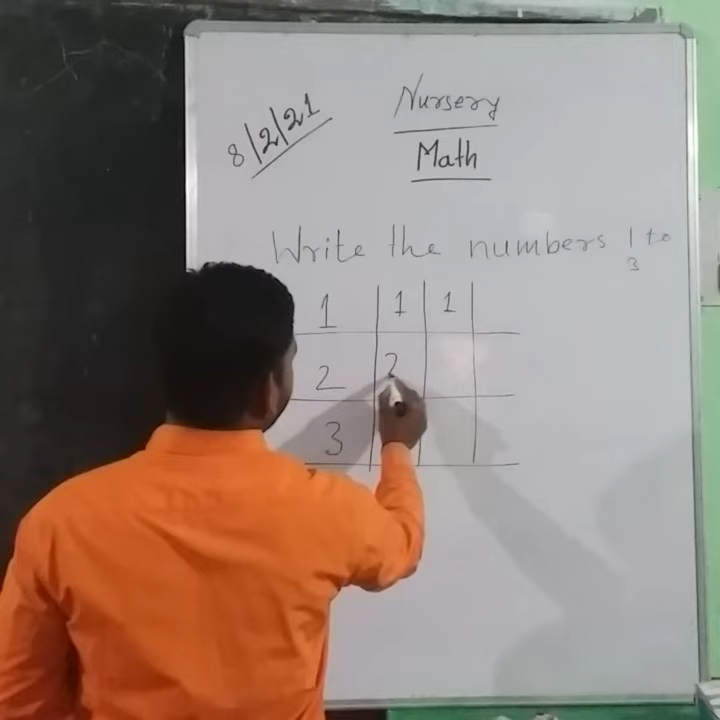 8/2/21
Nursery
Math
Write the numbers 1 to
3
1 1 1
2 2
3